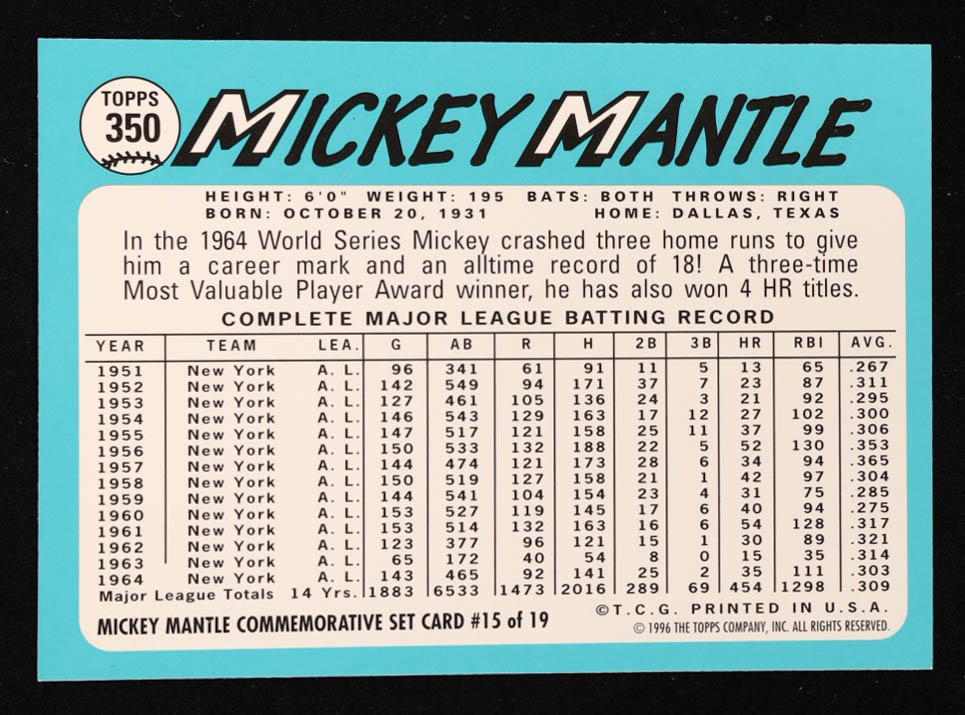 TOPPS
350
MICKEY MANTLE
HEIGHT: 6'0" WEIGHT: 195 BATS: BOTH THROWS: RIGHT
BORN: OCTOBER 20, 1931 HOME: DALLAS, TEXAS
In the 1964 World Series Mickey crashed three home runs to give
him a career mark and an alltime record of 18! A three-time
Most Valuable Player Award winner, he has also won 4 HR titles.
COMPLETE MAJOR LEAGUE BATTING RECORD
YEAR TEAM LEA. G AB R H 2B 3B HR RBI AVG.
1951 New York A. L. 96 341 61 91 11 5 13 65 .267
1952 New York A. L. 142 549 94 171 37 7 23 87 .311
1953 New York A. L. 127 461 105 136 24 3 21 92 .295
1954 New York A. L. 146 543 129 163 17 12 27 102 .300
1955 New York A. L. 147 517 121 158 25 11 37 99 .306
1956 New York A. L. 150 533 132 188 22 5 52 130 .353
1957 New York A. L. 144 474 121 173 28 6 34 94 .365
1958 New York A. L. 150 519 127 158 21 1 42 97 .304
1959 New York A. L. 144 541 104 154 23 4 31 75 .285
1960 New York A. L. 153 527 119 145 17 6 40 94 .275
1961 New York A. L. 153 514 132 163 16 6 54 128 .317
1962 New York A. L. 123 377 96 121 15 1 30 89 .321
1963 New York A. L. 65 172 40 54 8 0 15 35 .314
1964 New York A. L. 143 465 92 141 25 2 35 111 .303
Major League Totals 14 Yrs. 1883 6533 1473 2016 289 69 454 1298 .309
©T.C.G. PRINTED IN U.S.A.
MICKEY MANTLE COMMEMORATIVE SET CARD #15 of 19
© 1996 THE TOPPS COMPANY, INC. ALL RIGHTS RESERVED.